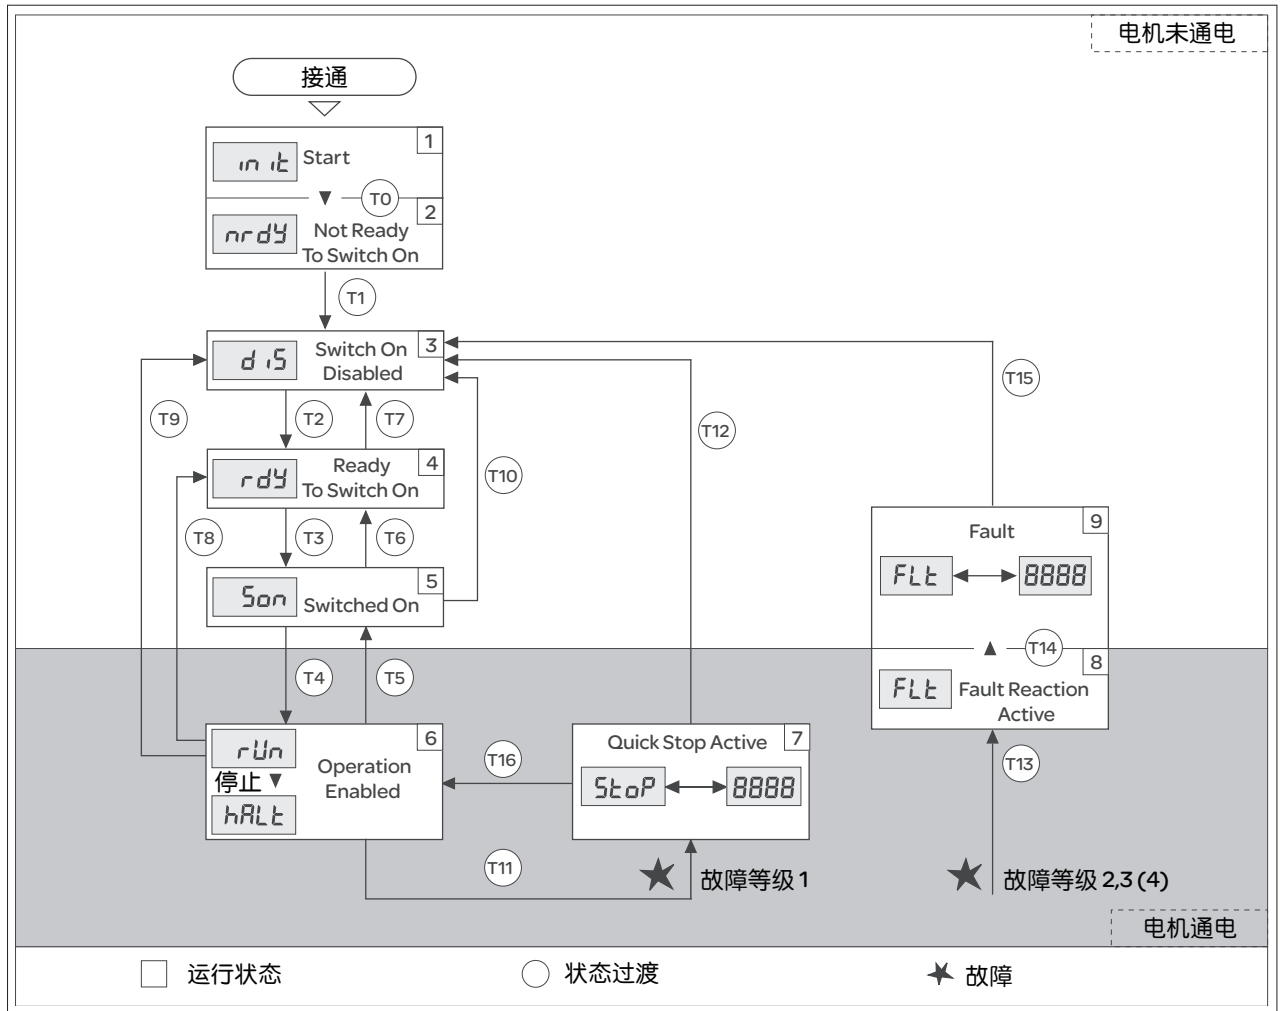 电机未通电
接通
1
init
Start
T0
2
nrdy
Not Ready
To Switch On
T1
diS
Switch On
Disabled
3
T15
T9
T2
T7
T12
rdy
Ready
To Switch On
4
T10
T8
T3
T6
Son
Switched On
5
Fault
9
FLt
8888
T14
8
FLt
Fault Reaction
Active
T4
T5
rUn
停止
hALt
Operation
Enabled
6
T16
Quick Stop Active
7
StoP
8888
T13
T11
故障等级 1
故障等级 2,3 (4)
电机通电
运行状态
状态过渡
故障